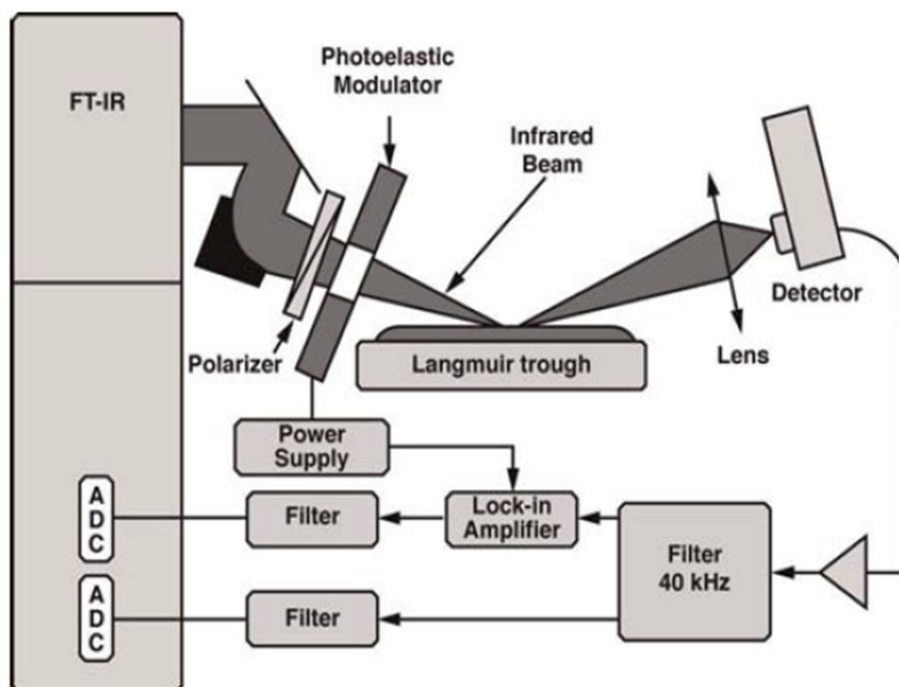 FT-IR
Photoelastic
Modulator
Infrared
Beam
Detector
Lens
Polarizer
Langmuir trough
Power
Supply
Lock-in
Amplifier
Filter
Filter
40 kHz
Filter
A
D
C
A
D
C